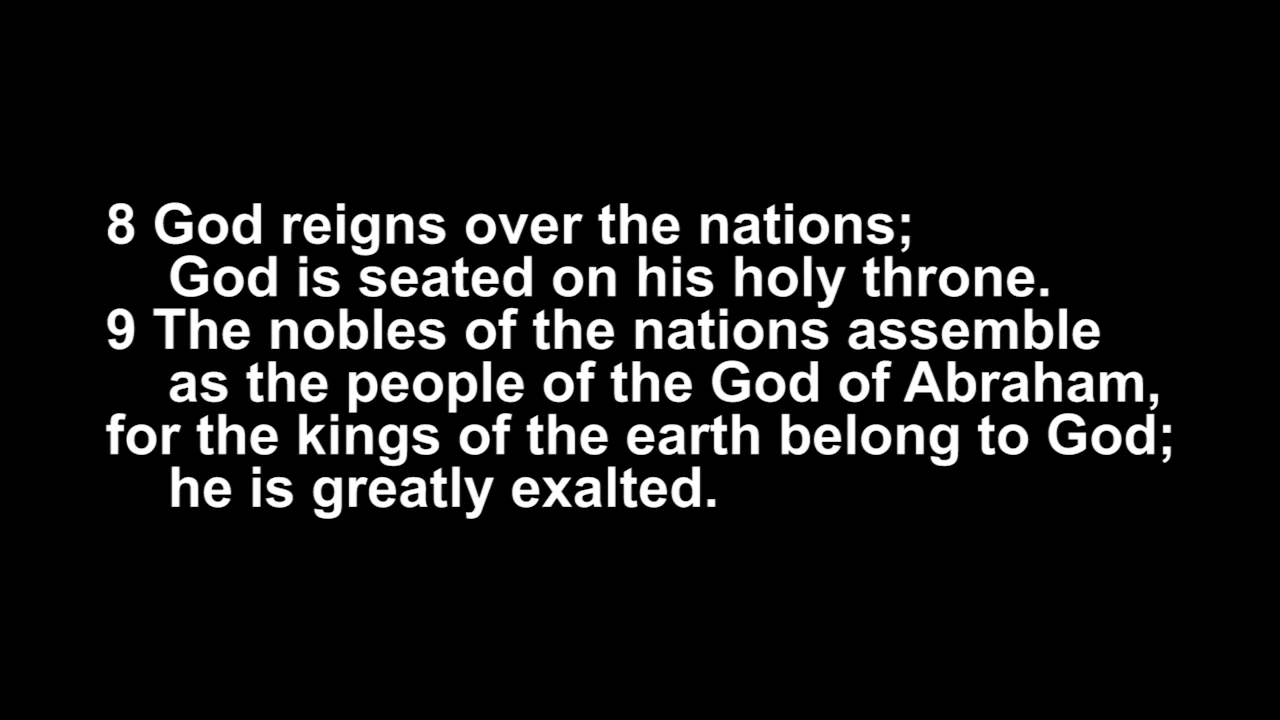 8 God reigns over the nations;
God is seated on his holy throne.
9 The nobles of the nations assemble
as the people of the God of Abraham,
for the kings of the earth belong to God;
he is greatly exalted.